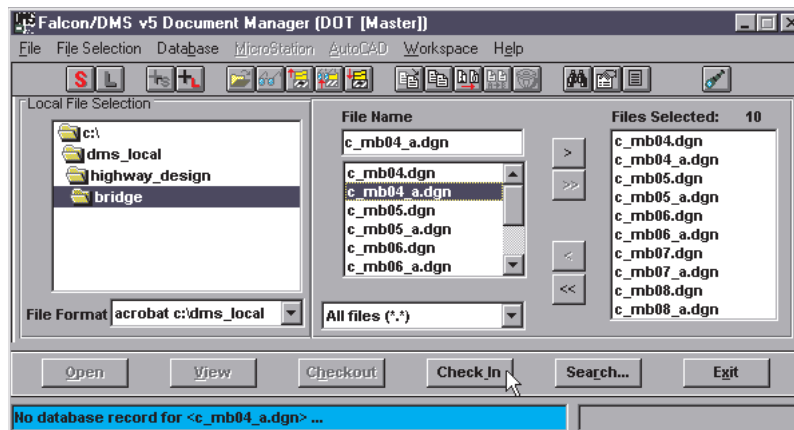 Falcon/DMS v5 Document Manager (DOT [Master])
File File Selection Database MicroStation AutoCAD Workspace Help
S L rs L
Local File Selection
c:\
dms_local
highway_design
bridge
File Format acrobat c:\dms_local
File Name
c_mb04_a.dgn
c_mb04.dgn
c_mb04_a.dgn
c_mb05.dgn
c_mb05_a.dgn
c_mb06.dgn
c_mb06_a.dgn
All files (*.*)
>
>>
<
<<
Files Selected: 10
c_mb04.dgn
c_mb04_a.dgn
c_mb05.dgn
c_mb05_a.dgn
c_mb06.dgn
c_mb06_a.dgn
c_mb07.dgn
c_mb07_a.dgn
c_mb08.dgn
c_mb08_a.dgn
Open View Checkout Check In Search... Exit
No database record for <c_mb04_a.dgn> ...